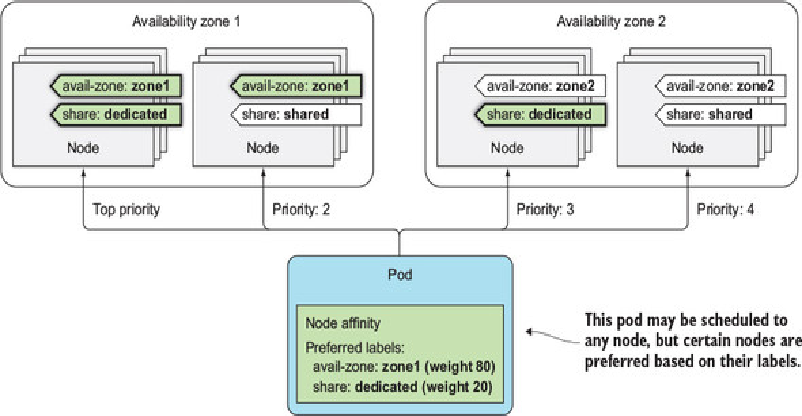 Availability zone 1
Availability zone 2
avail-zone: zone1
avail-zone: zone1
avail-zone: zone2
avail-zone: zone2
share: dedicated
share: shared
share: dedicated
share: shared
Node
Node
Node
Node
Top priority
Priority: 2
Priority: 3
Priority: 4
Pod
Node affinity
Preferred labels:
avail-zone: zone1 (weight 80)
share: dedicated (weight 20)
This pod may be scheduled to
any node, but certain nodes are
preferred based on their labels.